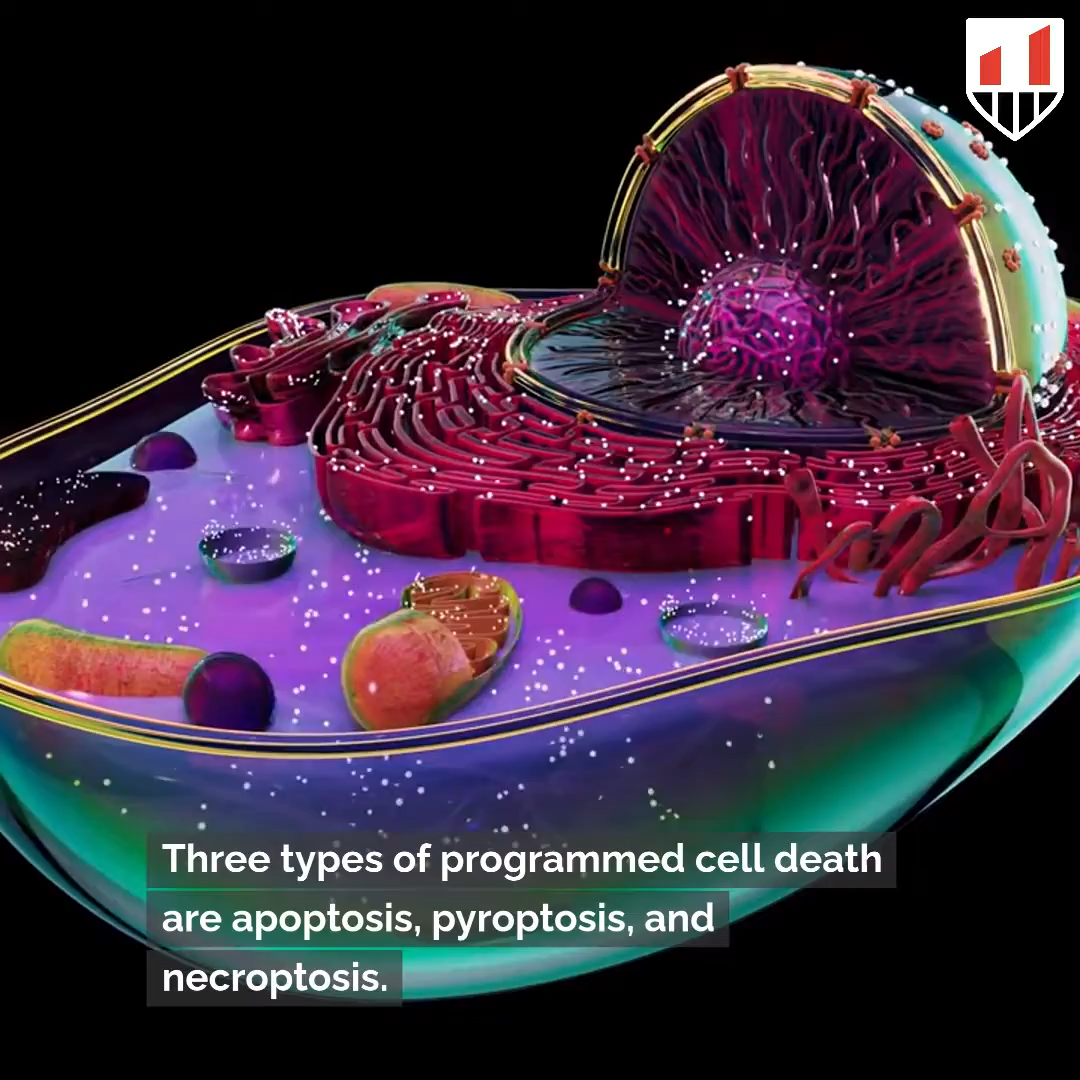 Three types of programmed cell death
are apoptosis, pyroptosis, and
necroptosis.